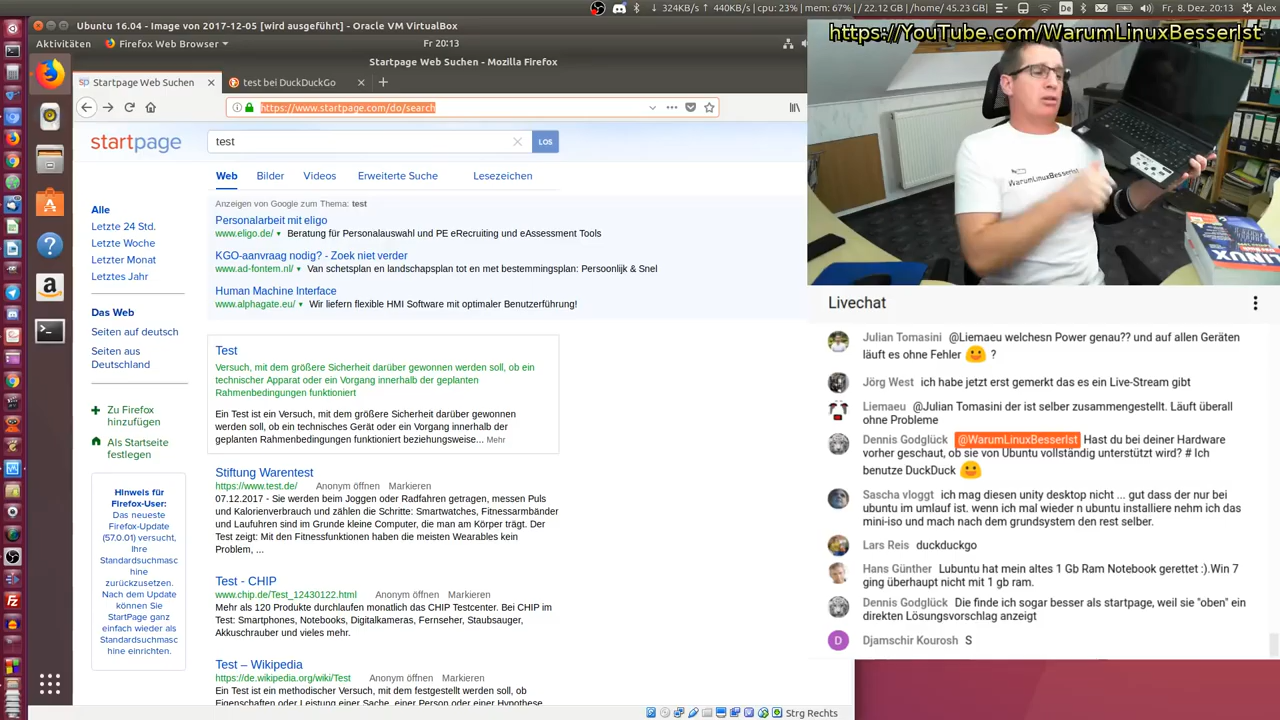 324KB/s 440KB/s cpu: 23% mem: 67% / 22.12 GB /home/45.23 GB De Fr, 8. Dez, 20:13 Alex
Ubuntu 16.04 - Image von 2017-12-05 [wird ausgeführt] - Oracle VM VirtualBox
https://YouTube.com/WarumLinuxBesserIst
Aktivitäten Firefox Web Browser Fr 20:13
Startpage Web Suchen - Mozilla Firefox
Startpage Web Suchen test bei DuckDuckGo
https://www.startpage.com/do/search
startpage test LOS
Web Bilder Videos Erweiterte Suche Lesezeichen
Alle
Letzte 24 Std.
Letzte Woche
Letzter Monat
Letztes Jahr
Das Web
Seiten auf deutsch
Seiten aus
Deutschland
Zu Firefox
hinzufügen
Als Startseite
festlegen
Hinweis für
Firefox-User:
Das neueste
Firefox-Update
(57.0.01) versucht,
Ihre
Standardsuchmasc
hine
zurückzusetzen.
Nach dem Update
können Sie
StartPage ganz
einfach wieder als
Standardsuchmasc
hine einrichten.
Anzeigen von Google zum Thema: test
Personalarbeit mit eligo
www.eligo.de/ Beratung für Personalauswahl und PE eRecruiting und eAssessment Tools
KGO-aanvraag nodig? - Zoek niet verder
www.ad-fontem.nl/ Van schetsplan en landschapsplan tot en met bestemmingsplan: Persoonlijk & Snel
Human Machine Interface
www.alphagate.eu/ Wir liefern flexible HMI Software mit optimaler Benutzerführung!
Test
Versuch, mit dem größere Sicherheit darüber gewonnen werden soll, ob ein
technischer Apparat oder ein Vorgang innerhalb der geplanten
Rahmenbedingungen funktioniert
Ein Test ist ein Versuch, mit dem größere Sicherheit darüber
gewonnen werden soll, ob ein technisches Gerät oder ein Vorgang innerhalb der
geplanten Rahmenbedingungen funktioniert beziehungsweise... Mehr
Stiftung Warentest
https://www.test.de/ Anonym öffnen Markieren
07.12.2017 - Sie werden beim Joggen oder Radfahren getragen, messen Puls
und Kalorienverbrauch und zählen die Schritte: Smartwatches, Fitnessarmbänder
und Laufuhren sind im Grunde kleine Computer, die man am Körper trägt. Der
Test zeigt: Mit den Fitnessfunktionen haben die meisten Wearables kein
Problem, ...
Test - CHIP
www.chip.de/Test_12430122.html Anonym öffnen Markieren
Mehr als 120 Produkte durchlaufen monatlich das CHIP Testcenter. Bei CHIP im
Test: Smartphones, Notebooks, Digitalkameras, Fernseher, Staubsauger,
Akkuschrauber und vieles mehr.
Test – Wikipedia
https://de.wikipedia.org/wiki/Test Anonym öffnen Markieren
Ein Test ist ein methodischer Versuch, mit dem festgestellt werden soll, ob
Eigenschaften oder Leistung einer Sache, einer Person oder einer Hypothese
Strg Rechts
WarumLinuxBesserIst
LINUX
Livechat
Julian Tomasini @Liemaeu welchesn Power genau?? und auf allen Geräten
läuft es ohne Fehler ?
Jörg West ich habe jetzt erst gemerkt das es ein Live-Stream gibt
Liemaeu @Julian Tomasini der ist selber zusammengestellt. Läuft überall
ohne Probleme
Dennis Godglück @WarumLinuxBesserIst Hast du bei deiner Hardware
vorher geschaut, ob sie von Ubuntu vollständig unterstützt wird? # Ich
benutze DuckDuck
Sascha vloggt ich mag diesen unity desktop nicht ... gut dass der nur bei
ubuntu im umlauf ist. wenn ich mal wieder n ubuntu installiere nehm ich das
mini-iso und mach nach dem grundsystem den rest selber.
Lars Reis duckduckgo
Hans Günther Lubuntu hat mein altes 1 Gb Ram Notebook gerettet :).Win 7
ging überhaupt nicht mit 1 gb ram.
Dennis Godglück Die finde ich sogar besser als startpage, weil sie "oben" ein
direkten Lösungsvorschlag anzeigt
D Djamschir Kourosh S